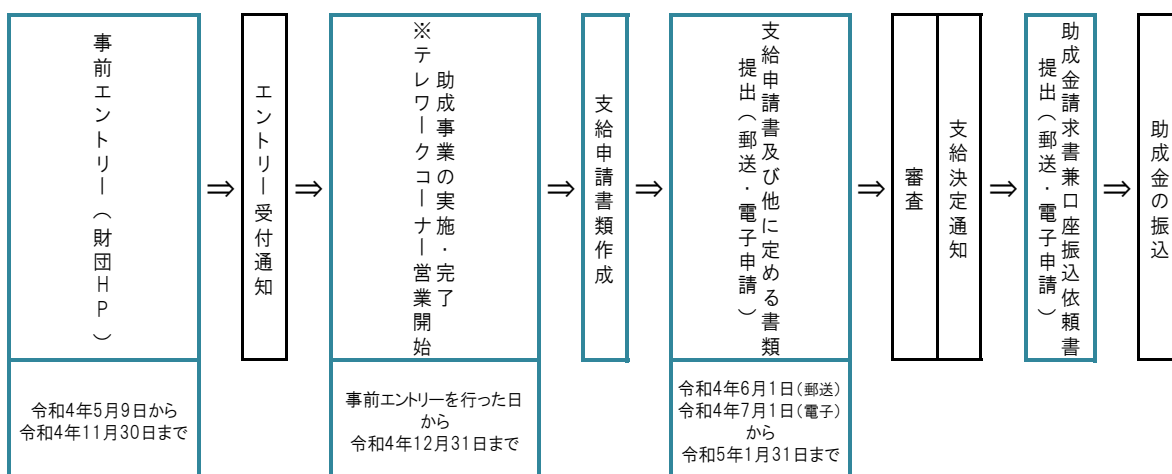 事前エントリー（財団HP）
⇒
エントリー受付通知
⇒
助成事業の実施・完了
※テレワークコーナー営業開始
⇒
支給申請書類作成
⇒
支給申請書及び他に定める書類
提出（郵送・電子申請）
⇒
審査
支給決定通知
⇒
助成金請求書兼口座振込依頼書
提出（郵送・電子申請）
⇒
助成金の振込
令和4年5月9日から
令和4年11月30日まで
事前エントリーを行った日
から
令和4年12月31日まで
令和4年6月1日（郵送）
令和4年7月1日（電子）
から
令和5年1月31日まで